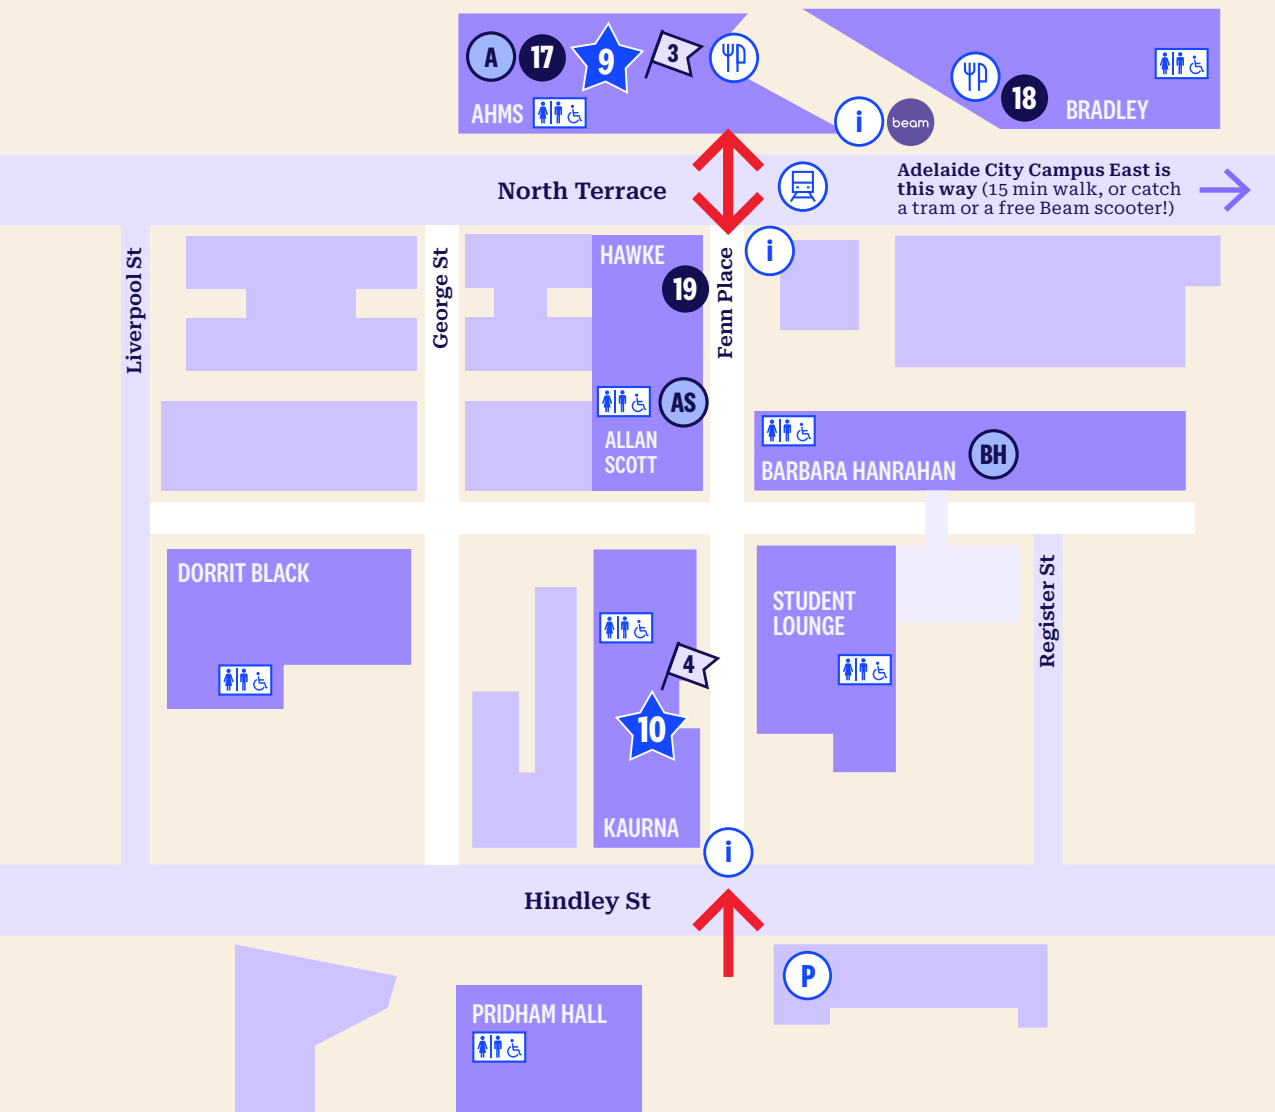 A
17
9
3
AHMS
18
BRADLEY
i
beam
North Terrace
Adelaide City Campus East is
this way (15 min walk, or catch
a tram or a free Beam scooter!)
Liverpool St
George St
HAWKE
19
Fenn Place
i
AS
ALLAN
SCOTT
BARBARA HANRAHAN
BH
DORRIT BLACK
4
10
KAURNA
STUDENT
LOUNGE
Register St
i
Hindley St
P
PRIDHAM HALL